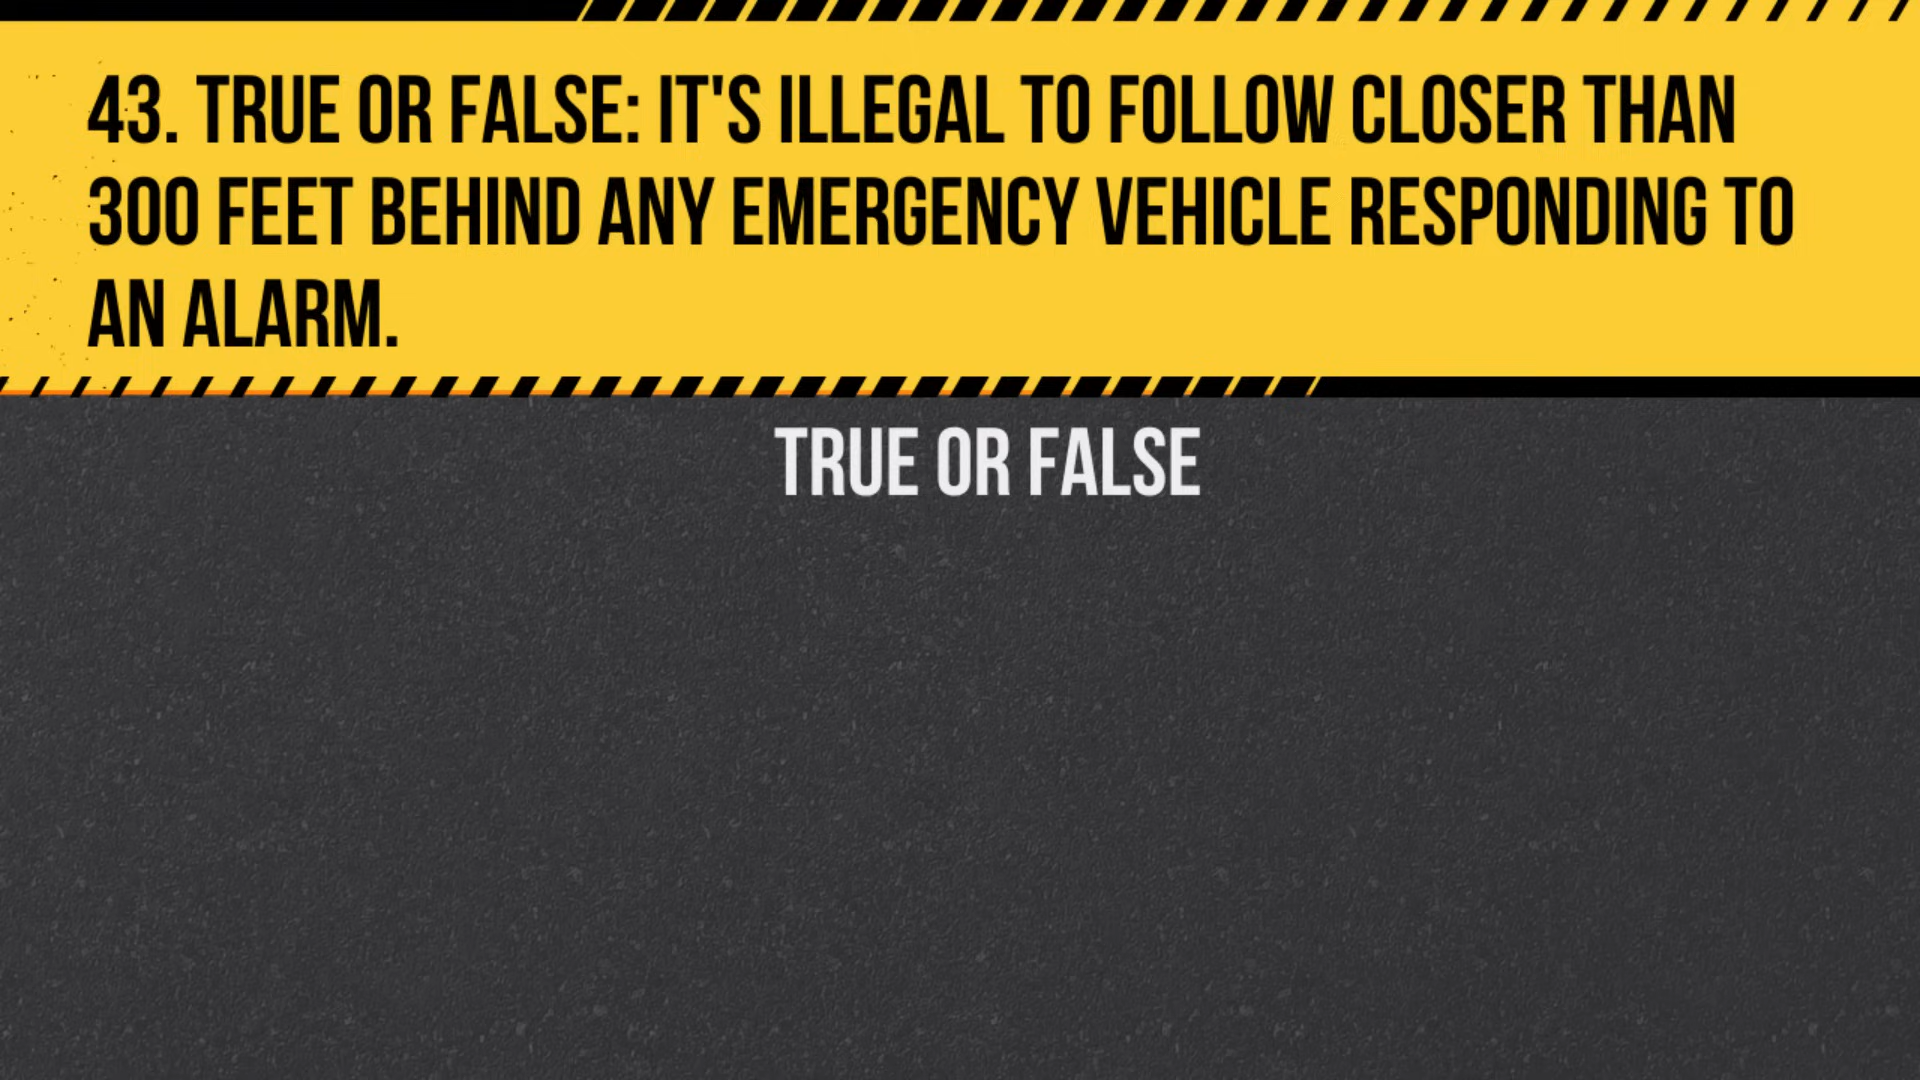 43. TRUE OR FALSE: IT'S ILLEGAL TO FOLLOW CLOSER THAN
300 FEET BEHIND ANY EMERGENCY VEHICLE RESPONDING TO
AN ALARM.
TRUE OR FALSE